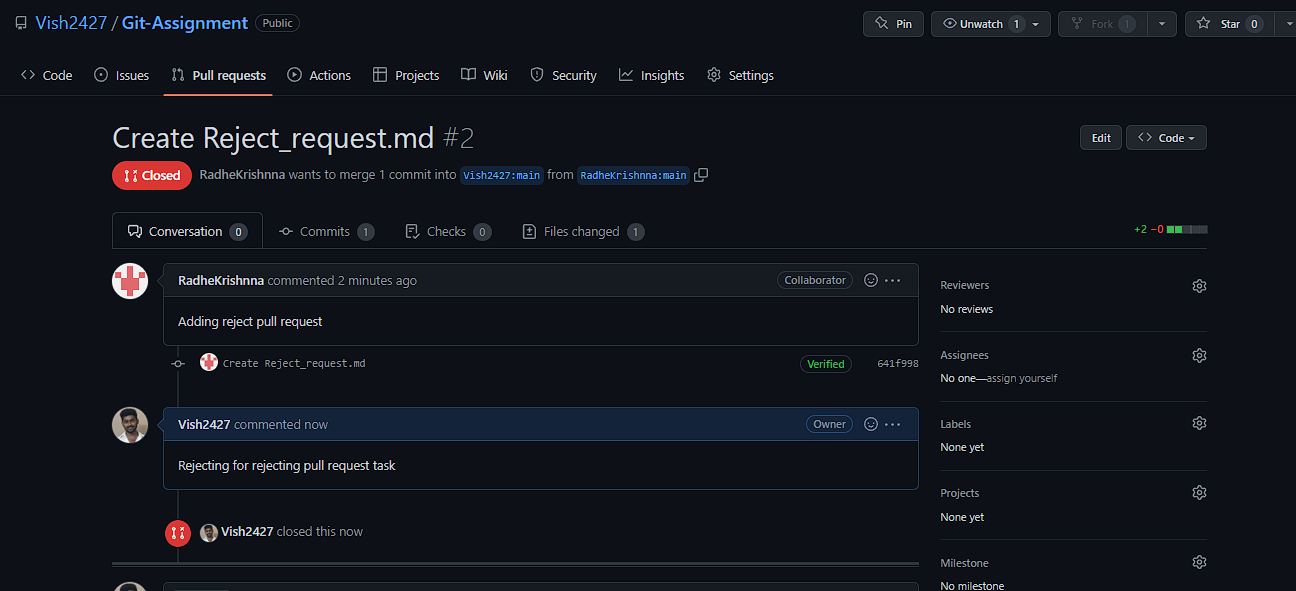 Vish2427 / Git-Assignment Public Pin Unwatch 1 Fork 1 Star 0
Code Issues Pull requests Actions Projects Wiki Security Insights Settings
Create Reject_request.md #2 Edit Code
Closed RadheKrishnna wants to merge 1 commit into Vish2427:main from RadheKrishnna:main
Conversation 0 Commits 1 Checks 0 Files changed 1 +2 −0
RadheKrishnna commented 2 minutes ago Collaborator
Adding reject pull request
Create Reject_request.md Verified 641f998
Vish2427 commented now Owner
Rejecting for rejecting pull request task
Vish2427 closed this now
Reviewers
No reviews
Assignees
No one—assign yourself
Labels
None yet
Projects
None yet
Milestone
No milestone